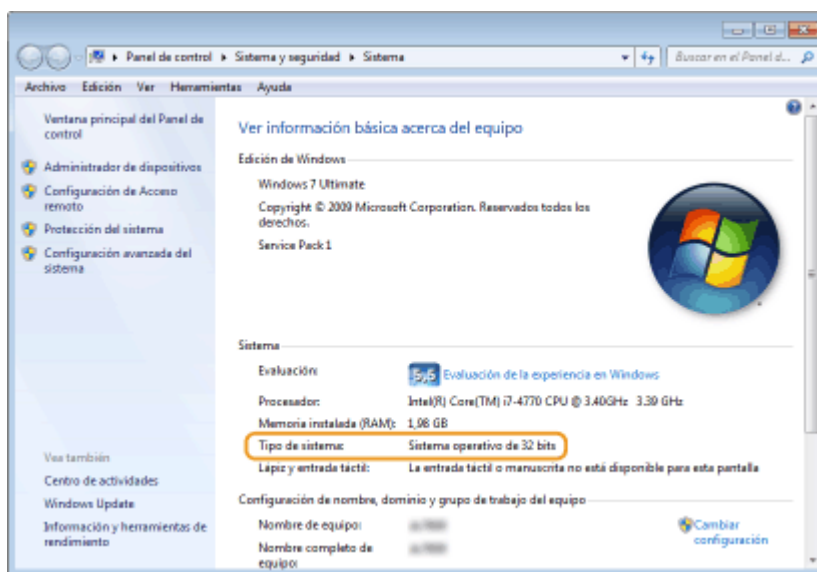 Panel de control ▸ Sistema y seguridad ▸ Sistema
Buscar en el Panel d...
Archivo Edición Ver Herramientas Ayuda
Ventana principal del Panel de
control
Administrador de dispositivos
Configuración de Acceso
remoto
Protección del sistema
Configuración avanzada del
sistema
Vea también
Centro de actividades
Windows Update
Información y herramientas de
rendimiento
Ver información básica acerca del equipo
Edición de Windows
Windows 7 Ultimate
Copyright © 2009 Microsoft Corporation. Reservados todos los
derechos.
Service Pack 1
Sistema
Evaluación: 5,5 Evaluación de la experiencia en Windows
Procesador: Intel(R) Core(TM) i7-4770 CPU @ 3.40GHz 3.39 GHz
Memoria instalada (RAM): 1,98 GB
Tipo de sistema: Sistema operativo de 32 bits
Lápiz y entrada táctil: La entrada táctil o manuscrita no está disponible para esta pantalla
Configuración de nombre, dominio y grupo de trabajo del equipo
Nombre de equipo:
Cambiar
configuración
Nombre completo de
equipo: